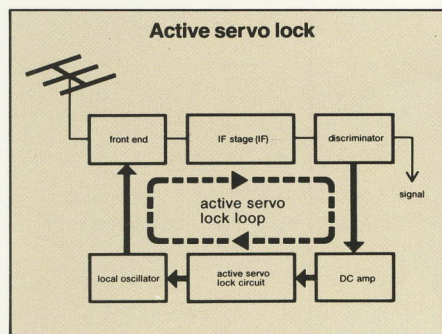 Active servo lock
front end
IF stage (IF)
discriminator
signal
active servo
lock loop
local oscillator
active servo
lock circuit
DC amp